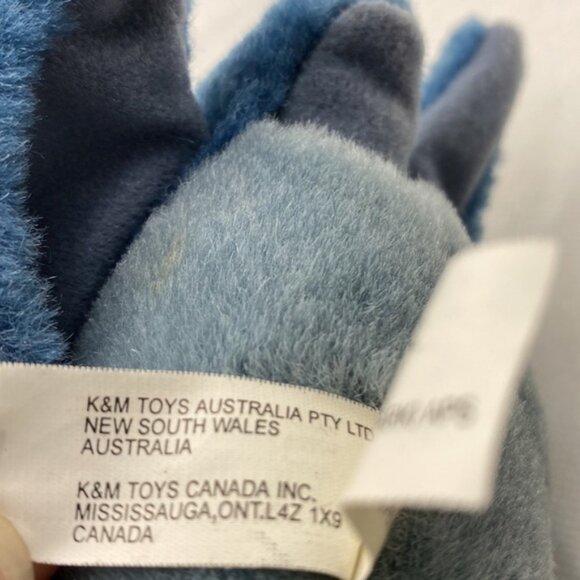 K&M TOYS AUSTRALIA PTY LTD
NEW SOUTH WALES
AUSTRALIA
K&M TOYS CANADA INC.
MISSISSAUGA,ONT.L4Z 1X9
CANADA